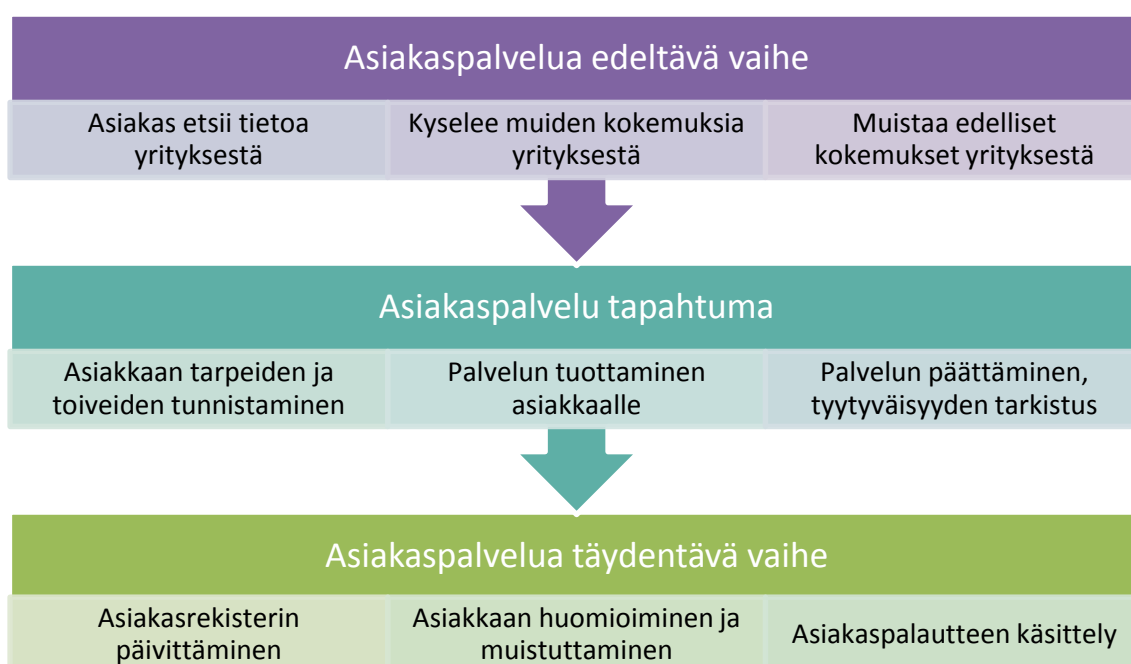 Asiakaspalvelua edeltävä vaihe
Asiakas etsii tietoa
yrityksestä
Kyselee muiden kokemuksia
yrityksestä
Muistaa edelliset
kokemukset yrityksestä
Asiakaspalvelu tapahtuma
Asiakkaan tarpeiden ja
toiveiden tunnistaminen
Palvelun tuottaminen
asiakkaalle
Palvelun päättäminen,
tyytyväisyyden tarkistus
Asiakaspalvelua täydentävä vaihe
Asiakasrekisterin
päivittäminen
Asiakkaan huomioiminen ja
muistuttaminen
Asiakaspalautteen käsittely